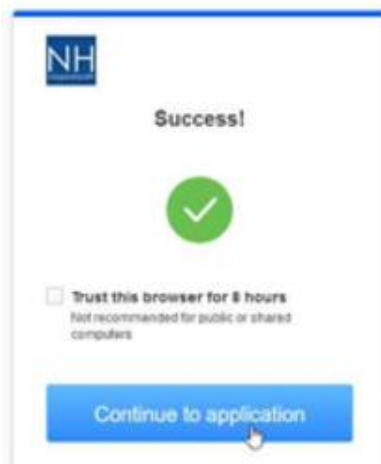 NH
Success!
Trust this browser for 8 hours
Not recommended for public or shared
computers
Continue to application